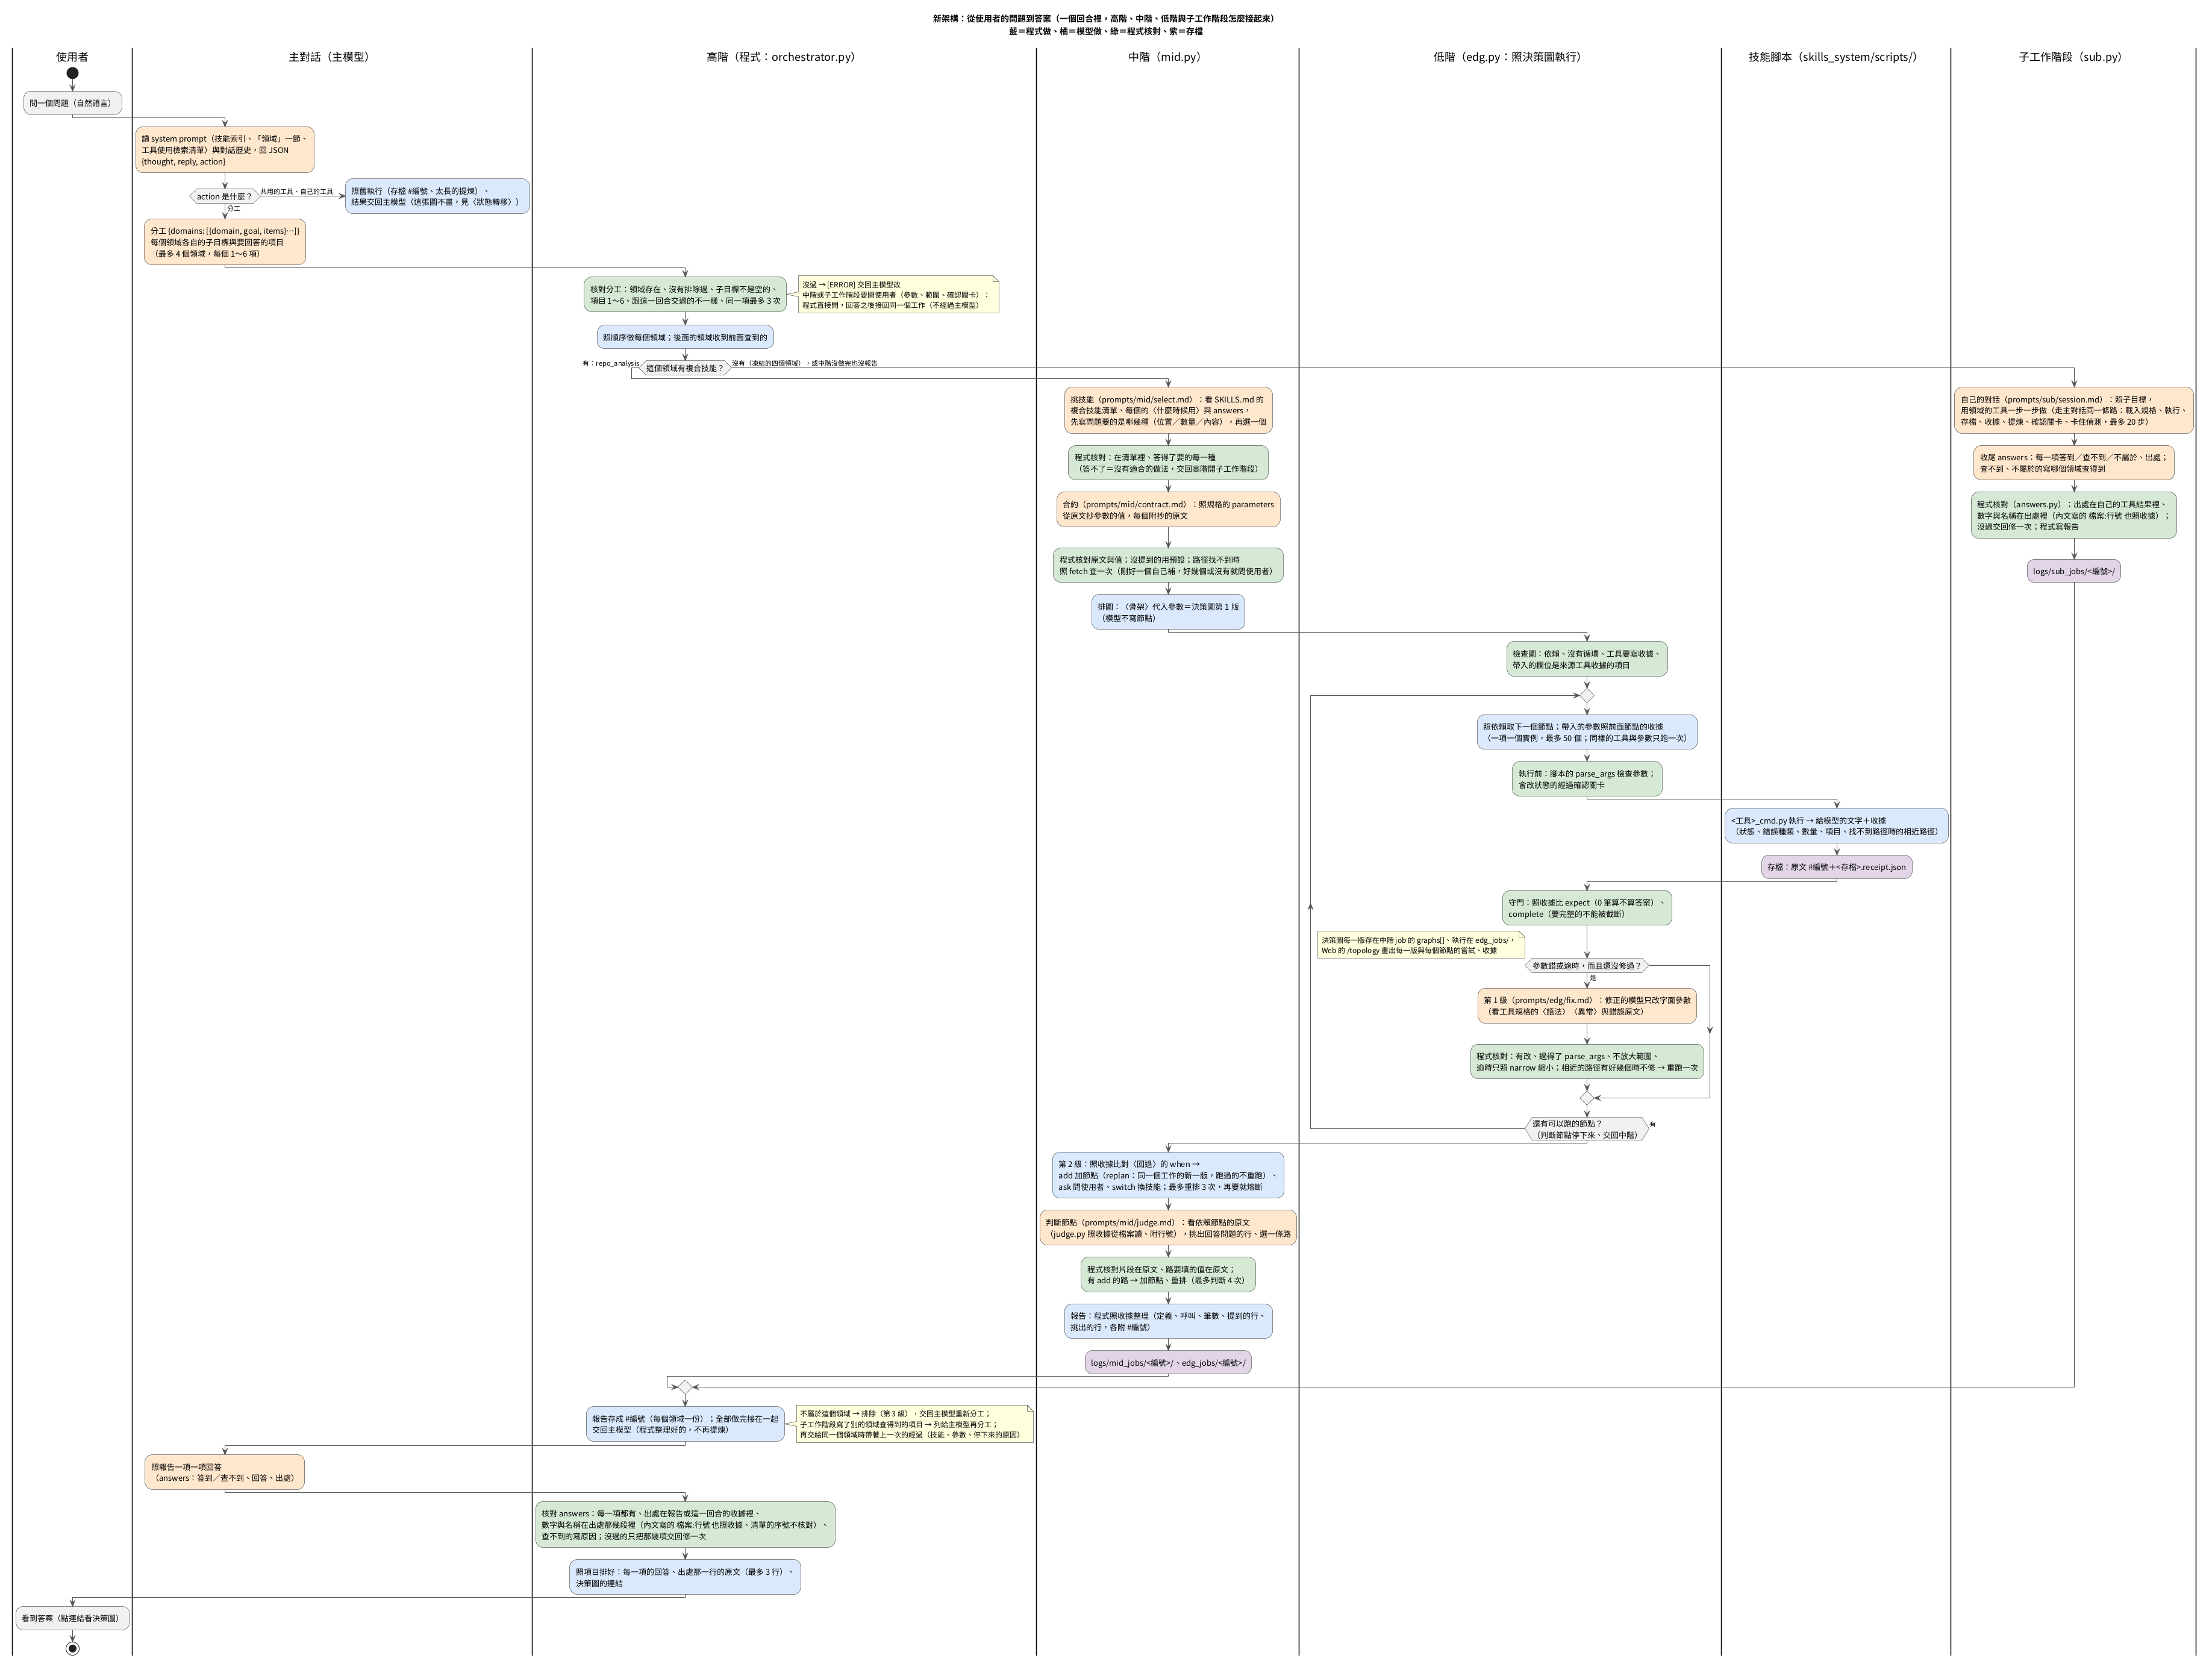 新架構：從使用者的問題到答案（一個回合裡，高階、中階、低階與子工作階段怎麼接起來）
藍＝程式做、橘＝模型做、綠＝程式核對、紫＝存檔
使用者
主對話（主模型）
高階（程式：orchestrator.py）
中階（mid.py）
低階（edg.py：照決策圖執行）
技能腳本（skills_system/scripts/）
子工作階段（sub.py）
問一個問題（自然語言）
讀 system prompt（技能索引、「領域」一節、
工具使用檢索清單）與對話歷史，回 JSON
{thought, reply, action}
action 是什麼？
共用的工具、自己的工具
照舊執行（存檔 #編號、太長的提煉）、
結果交回主模型（這張圖不畫，見〈狀態轉移〉）
分工
分工 {domains: [{domain, goal, items}…]}
每個領域各自的子目標與要回答的項目
（最多 4 個領域，每個 1～6 項）
核對分工：領域存在、沒有排除過、子目標不是空的、
項目 1～6、跟這一回合交過的不一樣、同一項最多 3 次
沒過 → [ERROR] 交回主模型改
中階或子工作階段要問使用者（參數、範圍、確認關卡）：
程式直接問，回答之後接回同一個工作（不經過主模型）
照順序做每個領域；後面的領域收到前面查到的
有：repo_analysis
這個領域有複合技能？
沒有（凍結的四個領域），或中階沒做完也沒報告
挑技能（prompts/mid/select.md）：看 SKILLS.md 的
複合技能清單、每個的〈什麼時候用〉與 answers，
先寫問題要的是哪幾種（位置／數量／內容），再選一個
程式核對：在清單裡、答得了要的每一種
（答不了＝沒有適合的做法，交回高階開子工作階段）
合約（prompts/mid/contract.md）：照規格的 parameters
從原文抄參數的值，每個附抄的原文
程式核對原文與值；沒提到的用預設；路徑找不到時
照 fetch 查一次（剛好一個自己補，好幾個或沒有就問使用者）
排圖：〈骨架〉代入參數＝決策圖第 1 版
（模型不寫節點）
自己的對話（prompts/sub/session.md）：照子目標，
用領域的工具一步一步做（走主對話同一條路：載入規格、執行、
存檔、收據、提煉、確認關卡、卡住偵測，最多 20 步）
收尾 answers：每一項答到／查不到／不屬於、出處；
查不到、不屬於的寫哪個領域查得到
程式核對（answers.py）：出處在自己的工具結果裡、
數字與名稱在出處裡（內文寫的 檔案:行號 也照收據）；
沒過交回修一次；程式寫報告
logs/sub_jobs/<編號>/
檢查圖：依賴、沒有循環、工具要寫收據、
帶入的欄位是來源工具收據的項目
照依賴取下一個節點；帶入的參數照前面節點的收據
（一項一個實例，最多 50 個；同樣的工具與參數只跑一次）
執行前：腳本的 parse_args 檢查參數；
會改狀態的經過確認關卡
<工具>_cmd.py 執行 → 給模型的文字＋收據
（狀態、錯誤種類、數量、項目、找不到路徑時的相近路徑）
存檔：原文 #編號＋<存檔>.receipt.json
守門：照收據比 expect（0 筆算不算答案）、
complete（要完整的不能被截斷）
決策圖每一版存在中階 job 的 graphs[]、執行在 edg_jobs/，
Web 的 /topology 畫出每一版與每個節點的嘗試、收據
參數錯或逾時，而且還沒修過？
是
第 1 級（prompts/edg/fix.md）：修正的模型只改字面參數
（看工具規格的〈語法〉〈異常〉與錯誤原文）
程式核對：有改、過得了 parse_args、不放大範圍、
逾時只照 narrow 縮小；相近的路徑有好幾個時不修 → 重跑一次
還有可以跑的節點？
（判斷節點停下來、交回中階）
有
第 2 級：照收據比對〈回退〉的 when →
add 加節點（replan：同一個工作的新一版，跑過的不重跑）、
ask 問使用者、switch 換技能；最多重排 3 次，再要就熔斷
判斷節點（prompts/mid/judge.md）：看依賴節點的原文
（judge.py 照收據從檔案讀、附行號），挑出回答問題的行、選一條路
程式核對片段在原文、路要填的值在原文；
有 add 的路 → 加節點、重排（最多判斷 4 次）
報告：程式照收據整理（定義、呼叫、筆數、提到的行、
挑出的行，各附 #編號）
logs/mid_jobs/<編號>/、edg_jobs/<編號>/
報告存成 #編號（每個領域一份）；全部做完接在一起
交回主模型（程式整理好的，不再提煉）
不屬於這個領域 → 排除（第 3 級），交回主模型重新分工；
子工作階段寫了別的領域查得到的項目 → 列給主模型再分工；
再交給同一個領域時帶著上一次的經過（技能、參數、停下來的原因）
照報告一項一項回答
（answers：答到／查不到、回答、出處）
核對 answers：每一項都有、出處在報告或這一回合的收據裡、
數字與名稱在出處那幾段裡（內文寫的 檔案:行號 也照收據、清單的序號不核對）、
查不到的寫原因；沒過的只把那幾項交回修一次
照項目排好：每一項的回答、出處那一行的原文（最多 3 行）、
決策圖的連結
看到答案（點連結看決策圖）